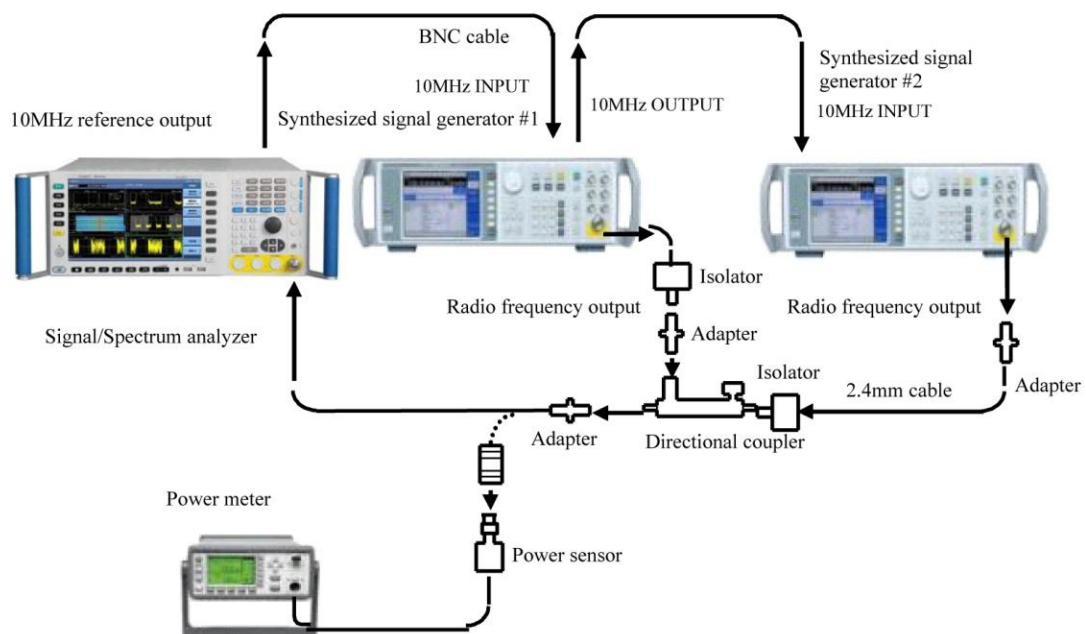 BNC cable
10MHz INPUT
10MHz OUTPUT
Synthesized signal
generator #2
10MHz INPUT
10MHz reference output
Synthesized signal generator #1
Isolator
Radio frequency output
Radio frequency output
Signal/Spectrum analyzer
Adapter
Isolator
2.4mm cable
Adapter
Adapter
Directional coupler
Power meter
Power sensor